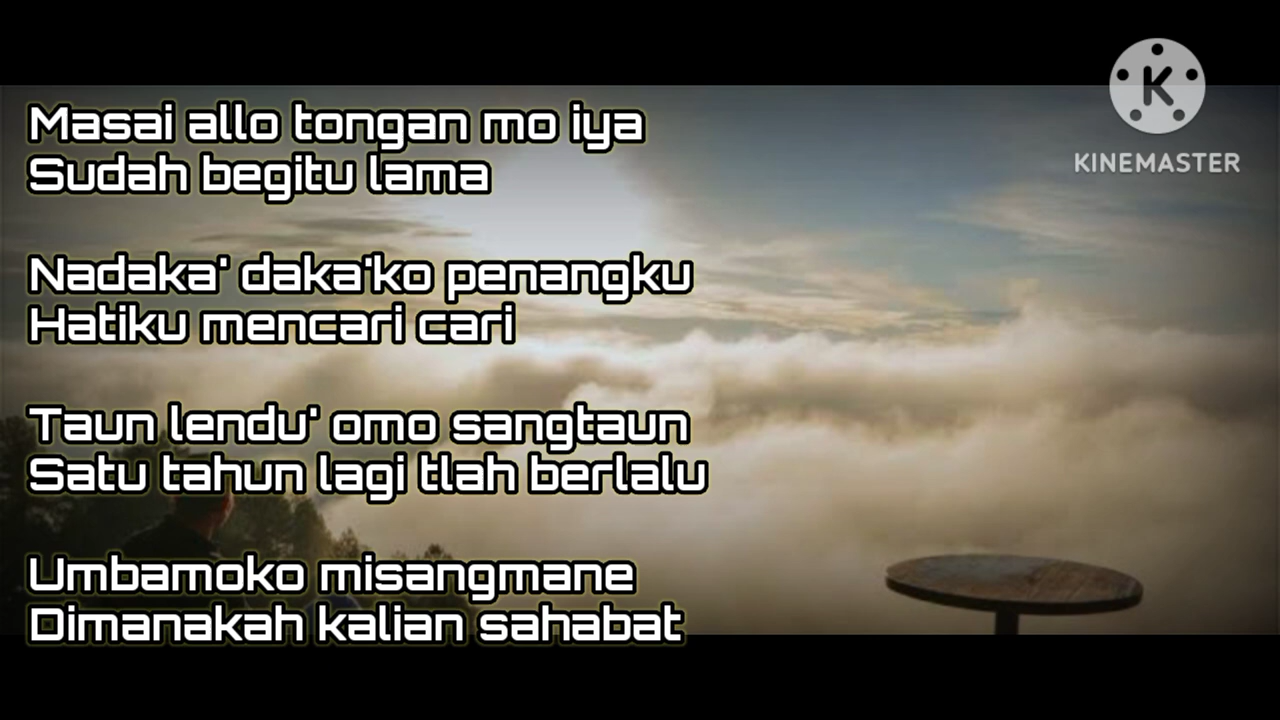 Masai allo tongan mo iya
Sudah begitu lama
Nadaka' daka'ko penangku
Hatiku mencari cari
Taun lendu' omo sangtaun
Satu tahun lagi tlah berlalu
Umbamoko misangmane
Dimanakah kalian sahabat
K
KINEMASTER